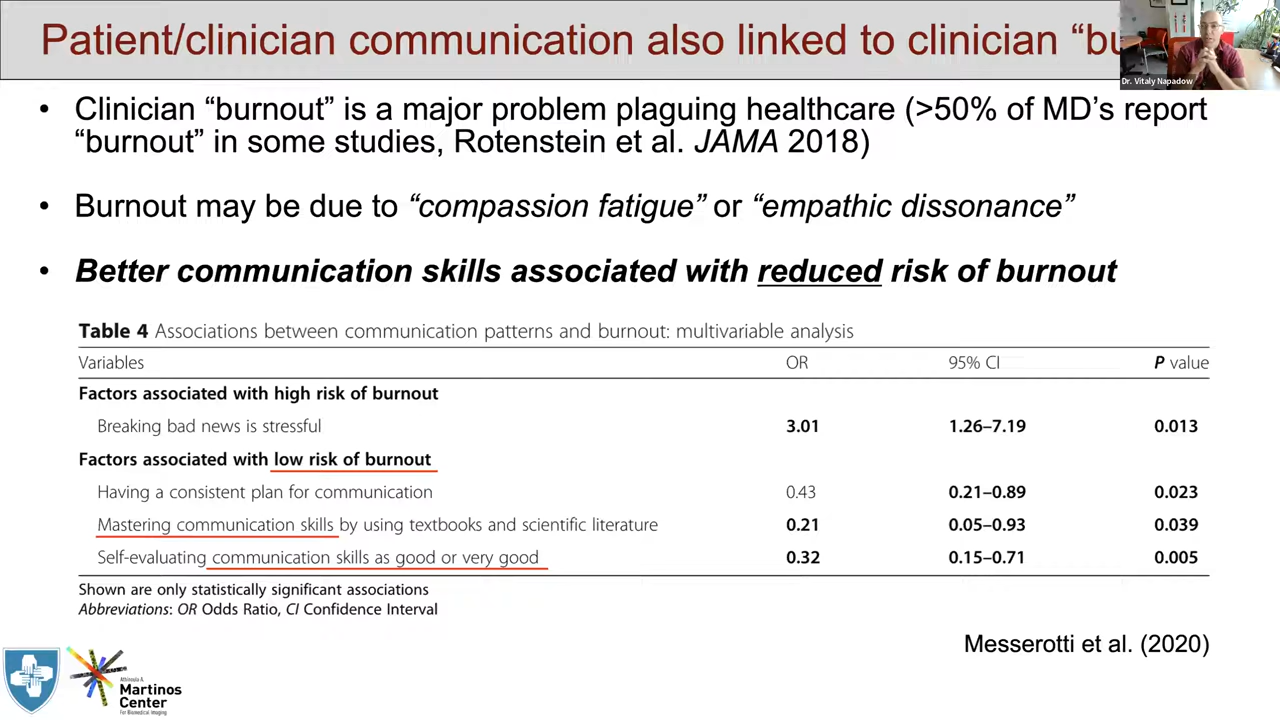 Patient/clinician communication also linked to clinician “bu
Dr. Vitaly Napadow
• Clinician “burnout” is a major problem plaguing healthcare (>50% of MD’s report
“burnout” in some studies, Rotenstein et al. JAMA 2018)
• Burnout may be due to “compassion fatigue” or “empathic dissonance”
• Better communication skills associated with reduced risk of burnout
Table 4 Associations between communication patterns and burnout: multivariable analysis
Variables OR 95% CI P value
Factors associated with high risk of burnout
Breaking bad news is stressful 3.01 1.26–7.19 0.013
Factors associated with low risk of burnout
Having a consistent plan for communication 0.43 0.21–0.89 0.023
Mastering communication skills by using textbooks and scientific literature 0.21 0.05–0.93 0.039
Self-evaluating communication skills as good or very good 0.32 0.15–0.71 0.005
Shown are only statistically significant associations
Abbreviations: OR Odds Ratio, CI Confidence Interval
Messerotti et al. (2020)
Athinoula A.
Martinos
Center
For Biomedical Imaging